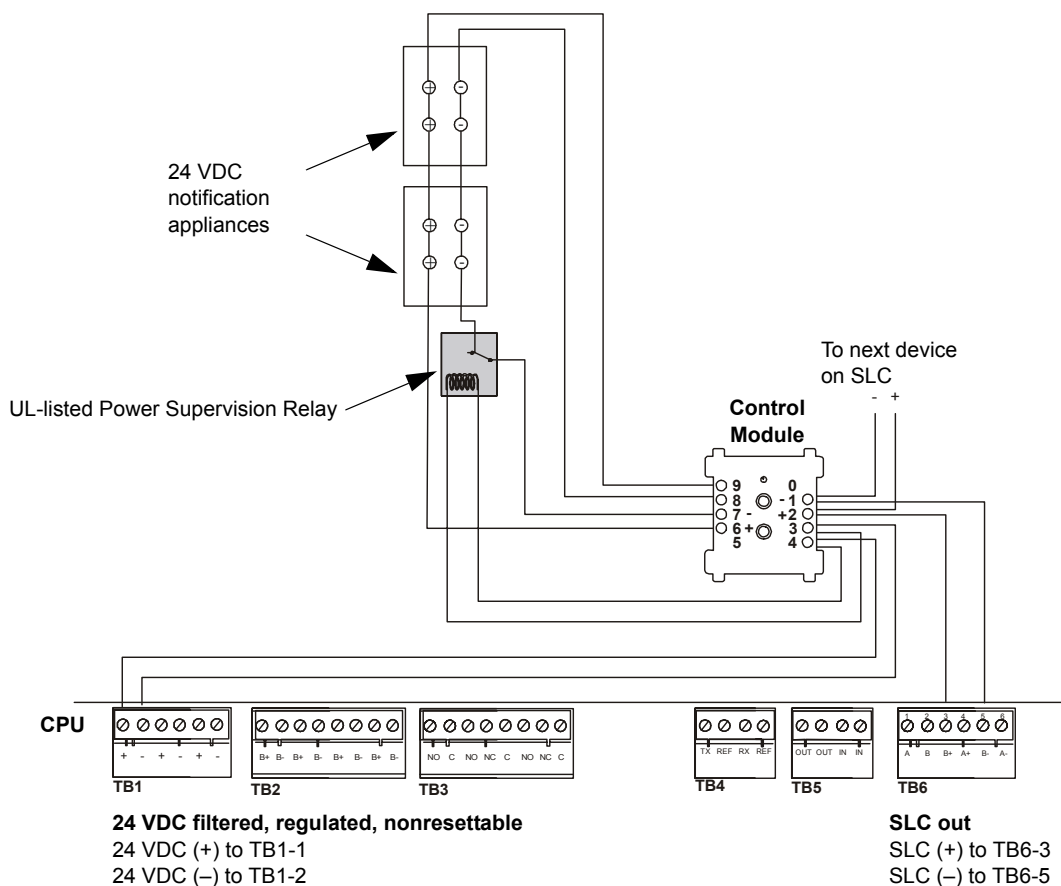 24 VDC
notification
appliances
UL-listed Power Supervision Relay
To next device
on SLC
- +
Control
Module
9 0
8 - 1
7 - + 2
6 + 3
5 4
CPU
+ - + - + -
TB1
B+ B- B+ B- B+ B- B+ B-
TB2
NO C NO NC C NO NC C
TB3
TX REF RX REF
TB4
OUT OUT IN IN
TB5
1 2 3 4 5 6
A B B+ A+ B- A-
TB6
24 VDC filtered, regulated, nonresettable
24 VDC (+) to TB1-1
24 VDC (–) to TB1-2
SLC out
SLC (+) to TB6-3
SLC (–) to TB6-5